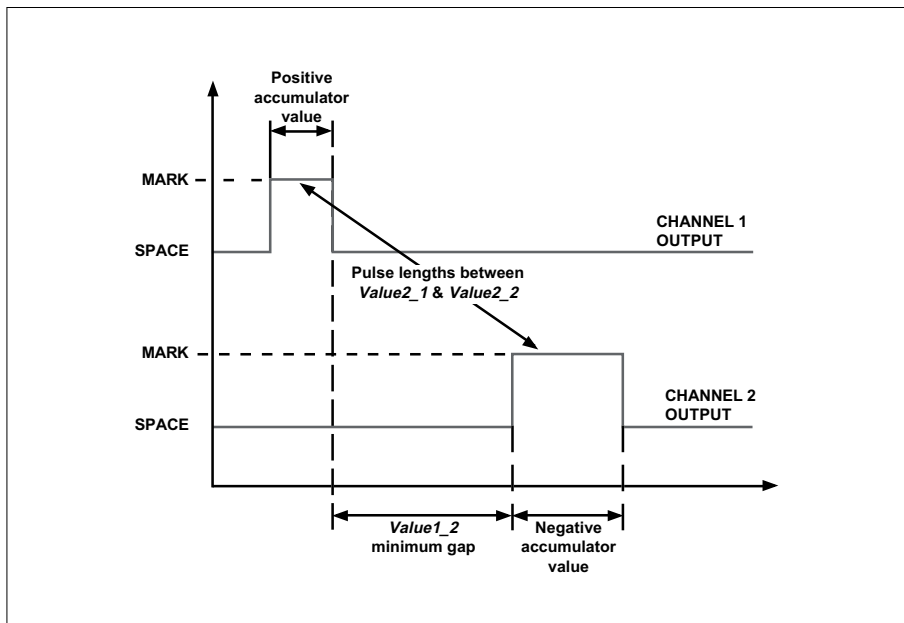 Positive
accumulator
value
MARK
SPACE
CHANNEL 1
OUTPUT
Pulse lengths between
Value2_1 & Value2_2
MARK
SPACE
CHANNEL 2
OUTPUT
Value1_2
minimum gap
Negative
accumulator
value